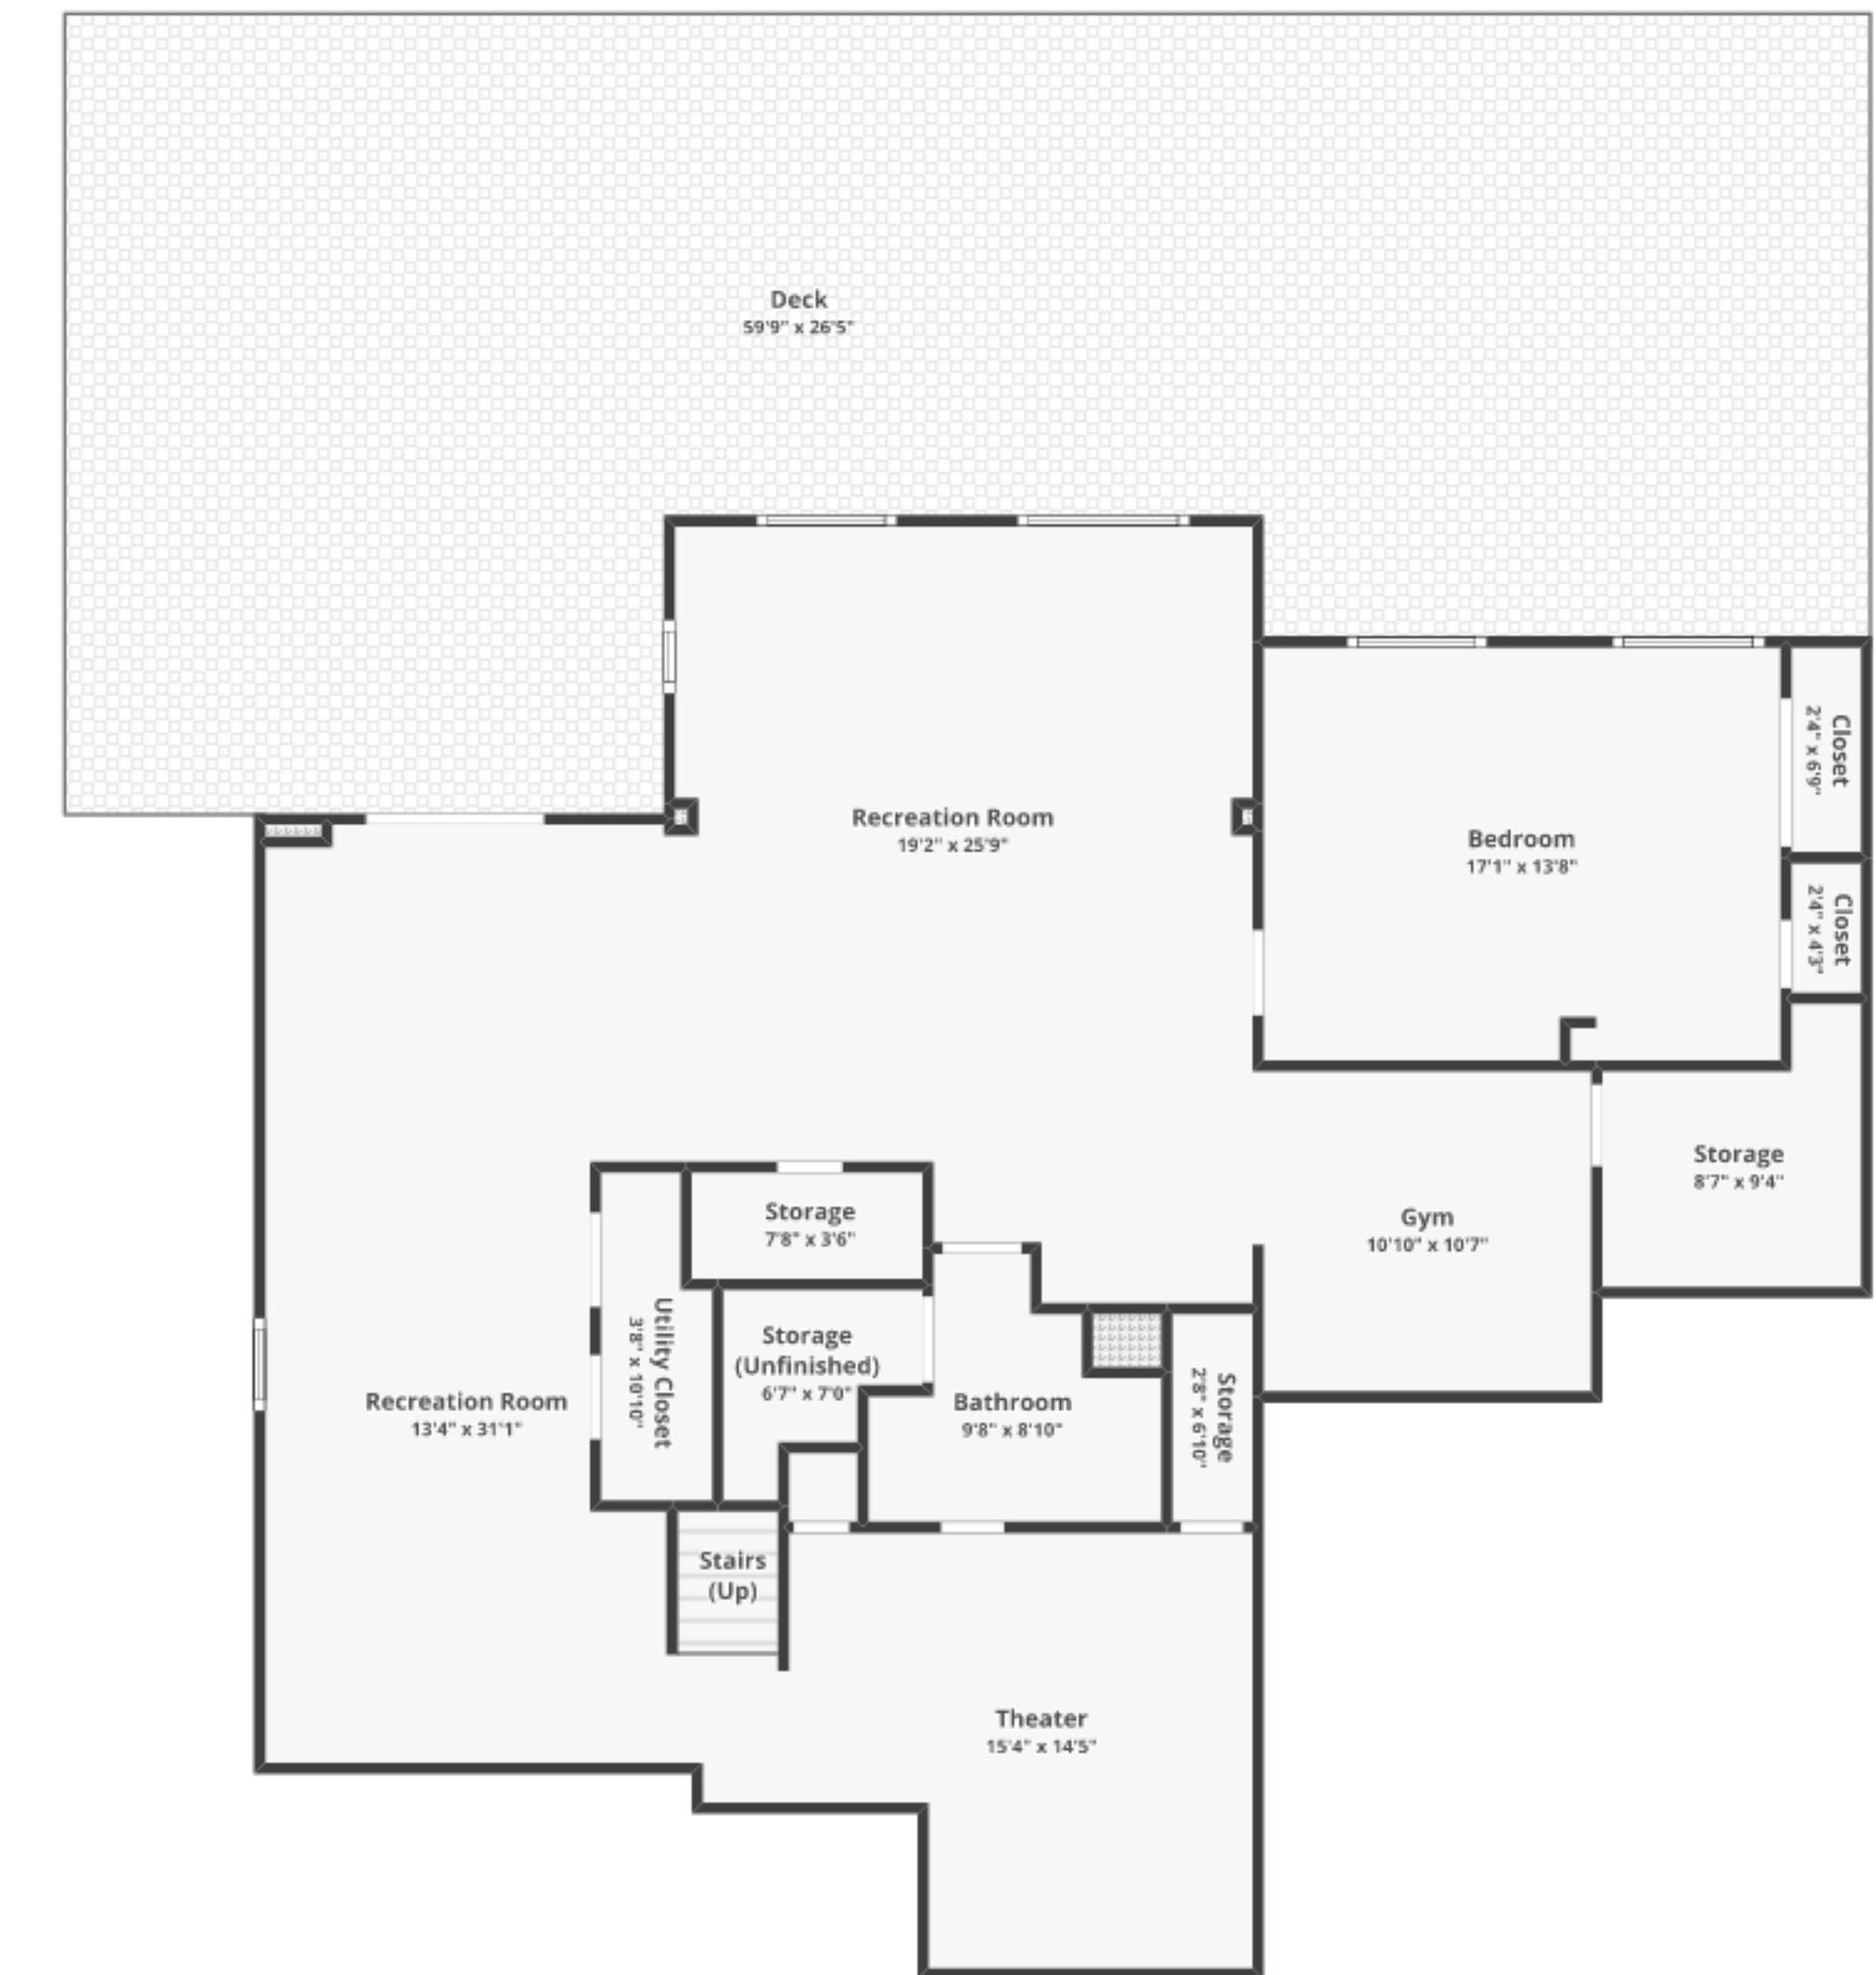 Deck
59'9" x 26'5"
Recreation Room
19'2" x 25'9"
Bedroom
17'1" x 13'8"
Closet
2'4" x 6'9"
Closet
2'4" x 4'3"
Storage
8'7" x 9'4"
Storage
7'8" x 3'6"
Gym
10'10" x 10'7"
Utility Closet
3'8" x 10'10"
Storage
(Unfinished)
6'7" x 7'0"
Recreation Room
13'4" x 31'1"
Bathroom
9'8" x 8'10"
Storage
2'8" x 6'10"
Stairs
(Up)
Theater
15'4" x 14'5"